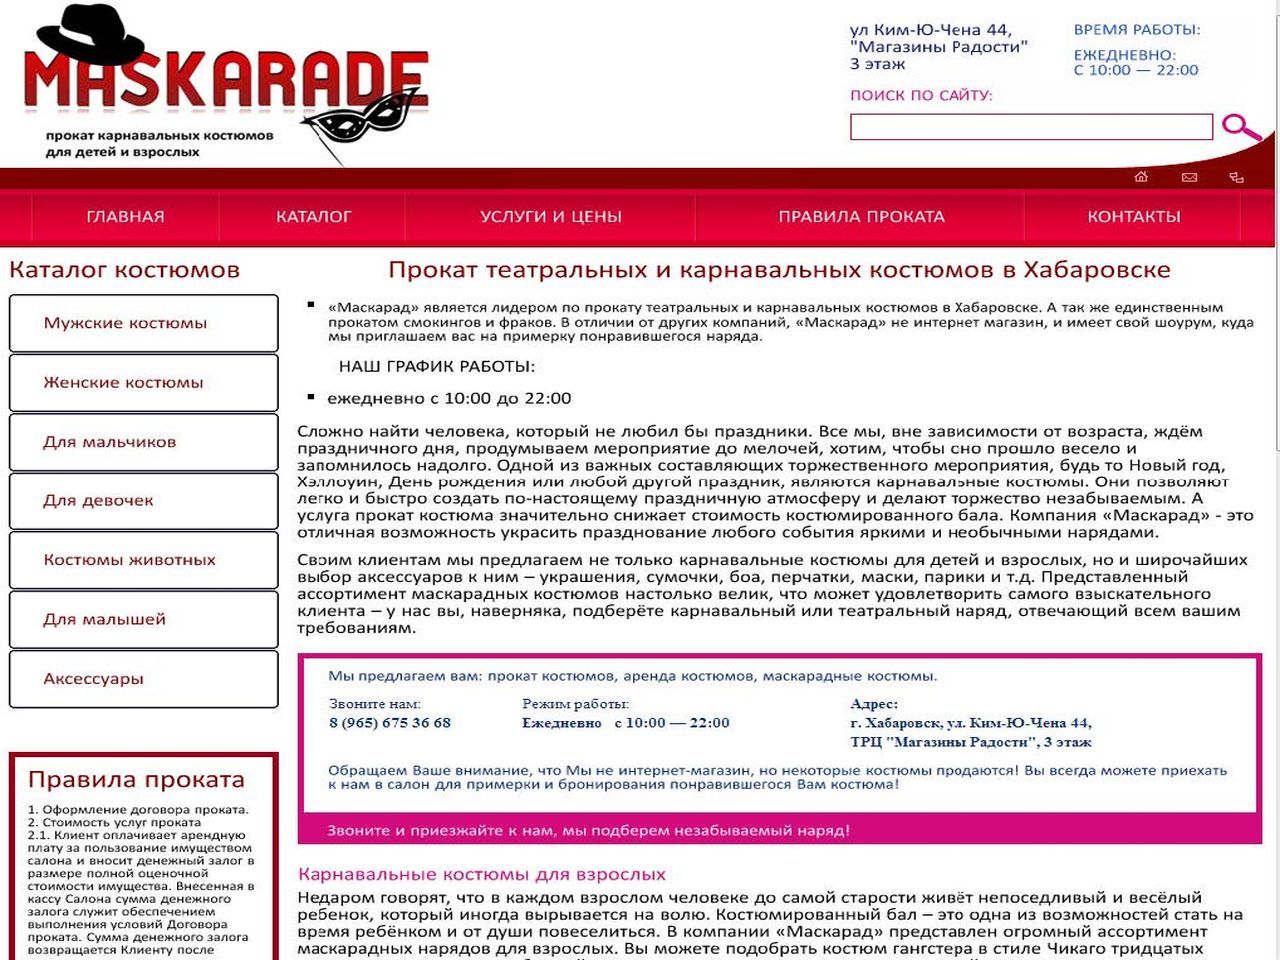 MASKARADE
прокат карнавальных костюмов
для детей и взрослых
ул Ким-Ю-Чена 44,
"Магазины Радости"
3 этаж
ВРЕМЯ РАБОТЫ:
ЕЖЕДНЕВНО:
С 10:00 — 22:00
ПОИСК ПО САЙТУ:
ГЛАВНАЯ
КАТАЛОГ
УСЛУГИ И ЦЕНЫ
ПРАВИЛА ПРОКАТА
КОНТАКТЫ
Каталог костюмов
Мужские костюмы
Женские костюмы
Для мальчиков
Для девочек
Костюмы животных
Для малышей
Аксессуары
Правила проката
1. Оформление договора проката.
2. Стоимость услуг проката
2.1. Клиент оплачивает арендную
плату за пользование имуществом
салона и вносит денежный залог в
размере полной оценочной
стоимости имущества. Внесенная в
кассу Салона сумма денежного
залога служит обеспечением
выполнения условий Договора
проката. Сумма денежного залога
возвращается Клиенту после
Прокат театральных и карнавальных костюмов в Хабаровске
«Маскарад» является лидером по прокату театральных и карнавальных костюмов в Хабаровске. А так же единственным
прокатом смокингов и фраков. В отличии от других компаний, «Маскарад» не интернет магазин, и имеет свой шоурум, куда
мы приглашаем вас на примерку понравившегося наряда.
НАШ ГРАФИК РАБОТЫ:
ежедневно с 10:00 до 22:00
Сложно найти человека, который не любил бы праздники. Все мы, вне зависимости от возраста, ждём
праздничного дня, продумываем мероприятие до мелочей, хотим, чтобы оно прошло весело и
запомнилось надолго. Одной из важных составляющих торжественного мероприятия, будь то Новый год,
Хэллоуин, День рождения или любой другой праздник, являются карнавальные костюмы. Они позволяют
легко и быстро создать по-настоящему праздничную атмосферу и делают торжество незабываемым. А
услуга прокат костюма значительно снижает стоимость костюмированного бала. Компания «Маскарад» - это
отличная возможность украсить празднование любого события яркими и необычными нарядами.
Своим клиентам мы предлагаем не только карнавальные костюмы для детей и взрослых, но и широчайших
выбор аксессуаров к ним – украшения, сумочки, боа, перчатки, маски, парики и т.д. Представленный
ассортимент маскарадных костюмов настолько велик, что может удовлетворить самого взыскательного
клиента – у нас вы, наверняка, подберёте карнавальный или театральный наряд, отвечающий всем вашим
требованиям.
Мы предлагаем вам: прокат костюмов, аренда костюмов, маскарадные костюмы.
Звоните нам:
8 (965) 675 36 68
Режим работы:
Ежедневно с 10:00 — 22:00
Адрес:
г. Хабаровск, ул. Ким-Ю-Чена 44,
ТРЦ "Магазины Радости", 3 этаж
Обращаем Ваше внимание, что Мы не интернет-магазин, но некоторые костюмы продаются! Вы всегда можете приехать
к нам в салон для примерки и бронирования понравившегося Вам костюма!
Звоните и приезжайте к нам, мы подберем незабываемый наряд!
Карнавальные костюмы для взрослых
Недаром говорят, что в каждом взрослом человеке до самой старости живёт непоседливый и весёлый
ребенок, который иногда вырывается на волю. Костюмированный бал – это одна из возможностей стать на
время ребёнком и от души повеселиться. В компании «Маскарад» представлен огромный ассортимент
маскарадных нарядов для взрослых. Вы можете подобрать костюм гангстера в стиле Чикаго тридцатых